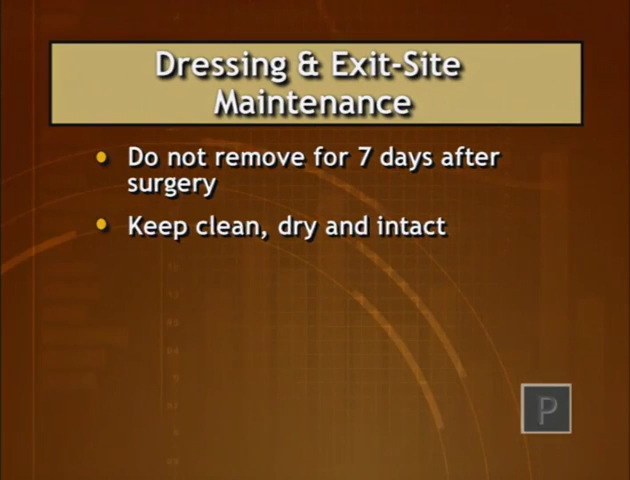 Dressing & Exit-Site
Maintenance
Do not remove for 7 days after
surgery
Keep clean, dry and intact
P